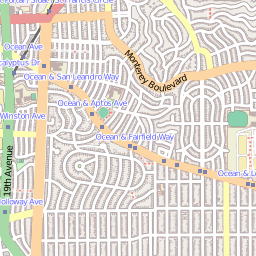 Ocean Ave
Ocean & San Leandro Way
Monterey Boulevard
Ocean & Aptos Ave
Winston Ave
Ocean & Fairfield Way
19th Avenue
Ocean & L
Holloway Ave